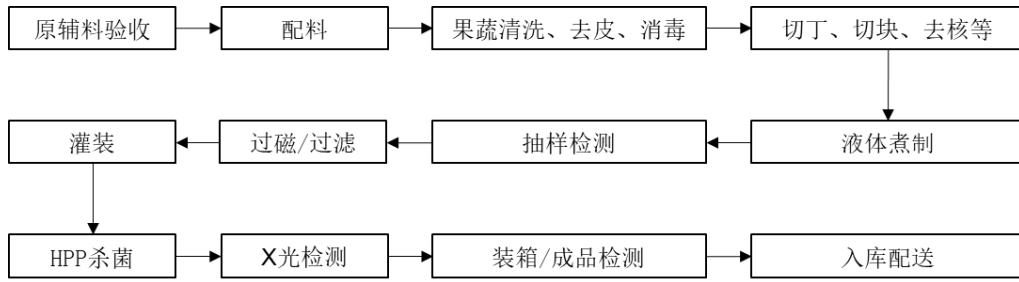 原辅料验收
配料
果蔬清洗、去皮、消毒
切丁、切块、去核等
液体煮制
抽样检测
过磁/过滤
灌装
HPP杀菌
X光检测
装箱/成品检测
入库配送